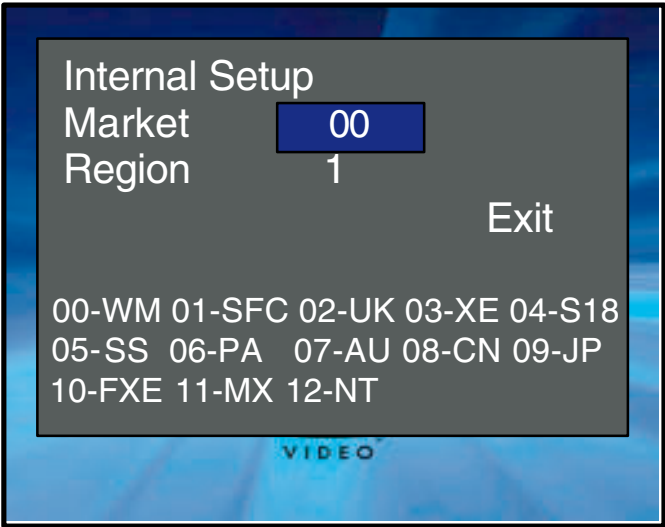 Internal Setup
Market 00
Region 1
Exit
00-WM 01-SFC 02-UK 03-XE 04-S18
05-SS 06-PA 07-AU 08-CN 09-JP
10-FXE 11-MX 12-NT
VIDEO